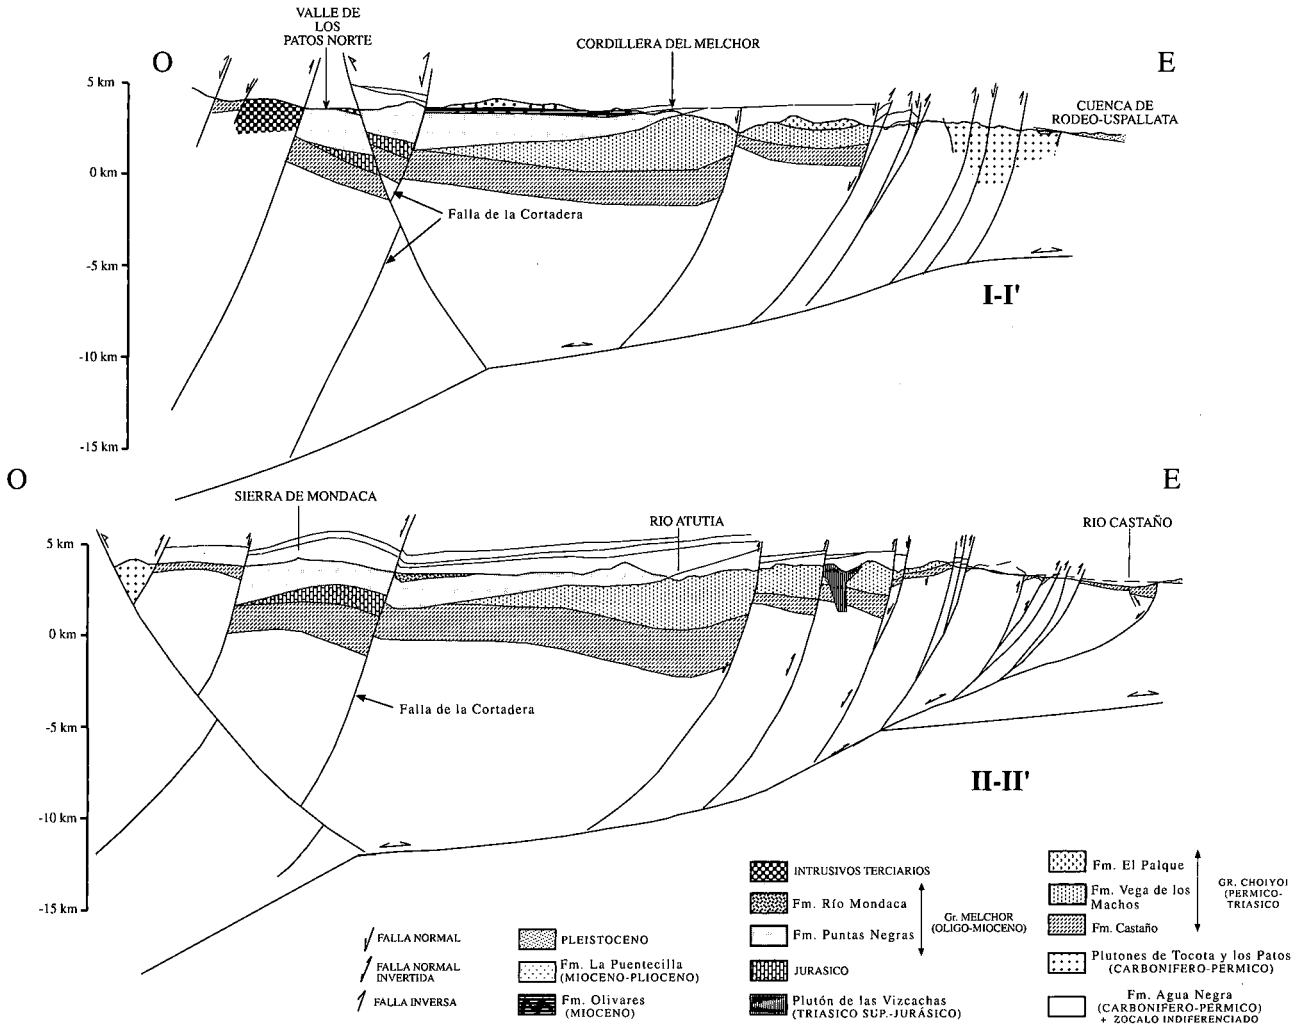 VALLE DE
LOS
PATOS NORTE
CORDILLERA DEL MELCHOR
O
E
CUENCA DE
RODEO-USPALLATA
5 km
0 km
-5 km
-10 km
-15 km
Falla de la Cortadera
I-I'
O
E
SIERRA DE MONDACA
RIO ATUTIA
RIO CASTAÑO
5 km
0 km
-5 km
-10 km
-15 km
Falla de la Cortadera
II-II'
FALLA NORMAL
FALLA NORMAL
INVERTIDA
FALLA INVERSA
PLEISTOCENO
Fm. La Puentecilla
(MIOCENO-PLIOCENO)
Fm. Olivares
(MIOCENO)
INTRUSIVOS TERCIARIOS
Fm. Río Mondaca
Fm. Puntas Negras
Gr. MELCHOR
(OLIGO-MIOCENO)
JURASICO
Plutón de las Vizcachas
(TRIASICO SUP.-JURÁSICO)
Fm. El Palque
Fm. Vega de los
Machos
Fm. Castaño
GR. CHOIYOI
(PERMICO-
TRIASICO
Plutones de Tocota y los Patos
(CARBONIFERO-PERMICO)
Fm. Agua Negra
(CARBONIFERO-PERMICO)
+ ZOCALO INDIFERENCIADO